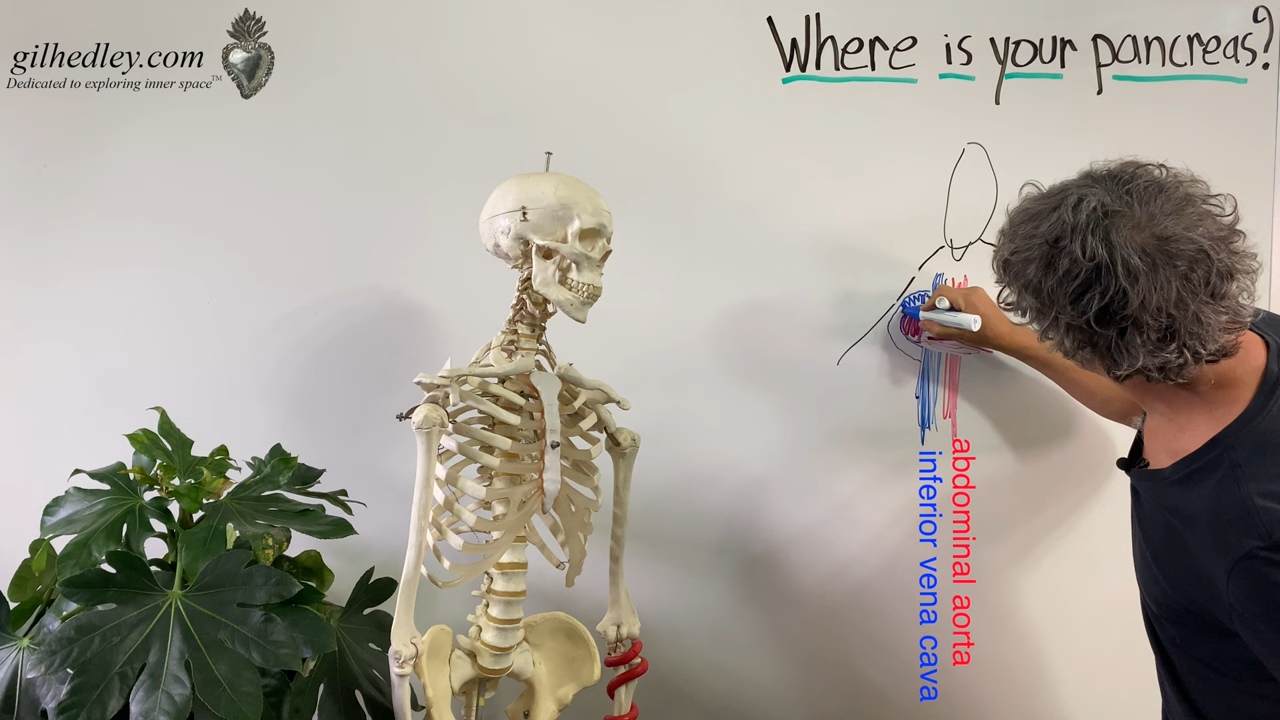 gilhedley.com
Dedicated to exploring inner space™
Where is your pancreas?
abdominal aorta
inferior vena cava